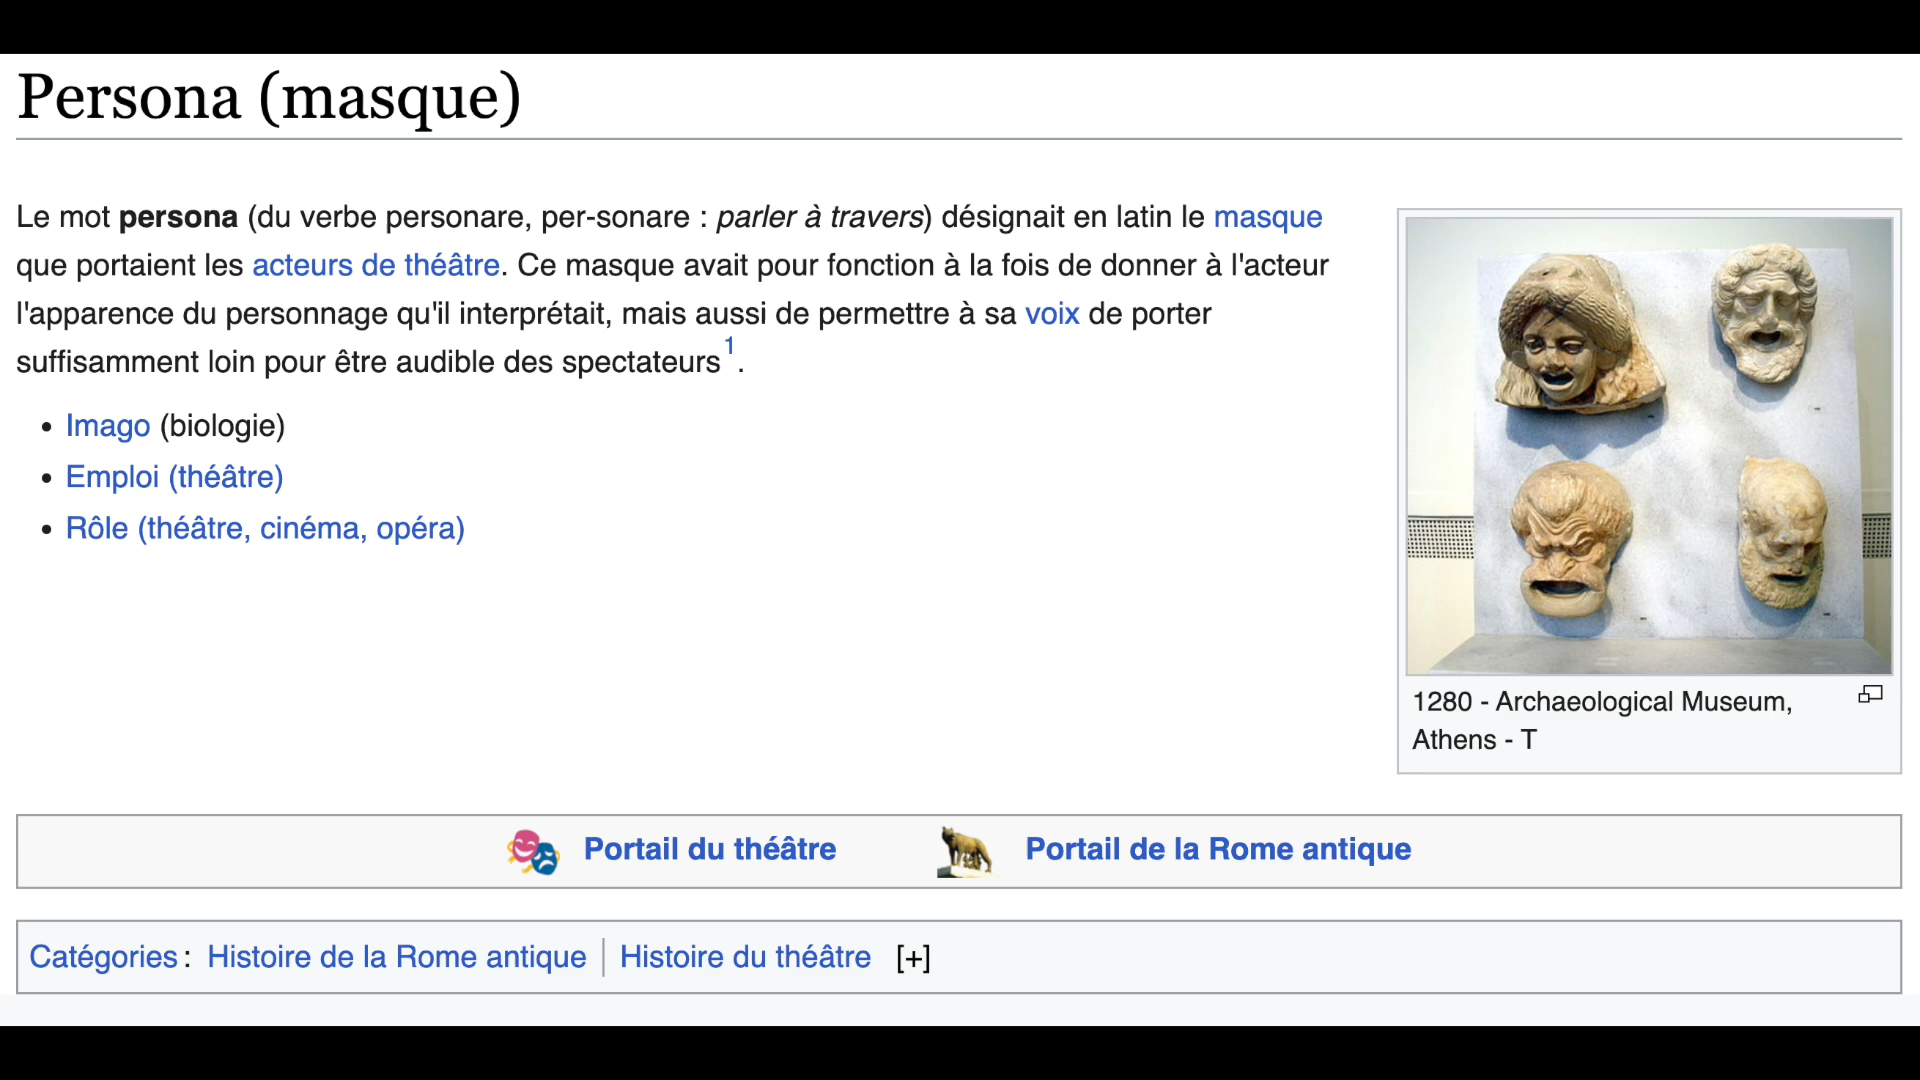 Persona (masque)
Le mot persona (du verbe personare, per-sonare : parler à travers) désignait en latin le masque
que portaient les acteurs de théâtre. Ce masque avait pour fonction à la fois de donner à l'acteur
l'apparence du personnage qu'il interprétait, mais aussi de permettre à sa voix de porter
suffisamment loin pour être audible des spectateurs1.
• Imago (biologie)
• Emploi (théâtre)
• Rôle (théâtre, cinéma, opéra)
1280 - Archaeological Museum,
Athens - T
Portail du théâtre Portail de la Rome antique
Catégories : Histoire de la Rome antique | Histoire du théâtre [+]